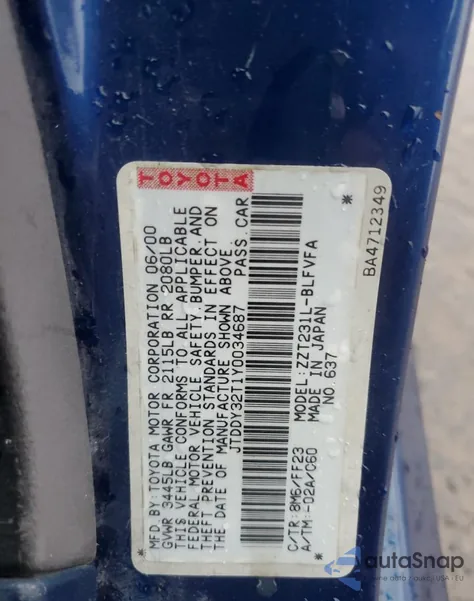 TOYOTA
MFD BY: TOYOTA MOTOR CORPORATION 06/00
GVWR 3445LB GAWR FR 2115LB RR 2080LB
THIS VEHICLE CONFORMS TO ALL APPLICABLE
FEDERAL MOTOR VEHICLE SAFETY, BUMPER, AND
THEFT PREVENTION STANDARDS IN EFFECT ON
THE DATE OF MANUFACTURE SHOWN ABOVE.
JTDDY32T1Y0034687 PASS. CAR
*
C/TR: 8M6/FF23 MODEL: ZZT231L-BLFVFA
A/TM: -02A/C60 MADE IN JAPAN
NO. 637
BA4712349
autoSnap